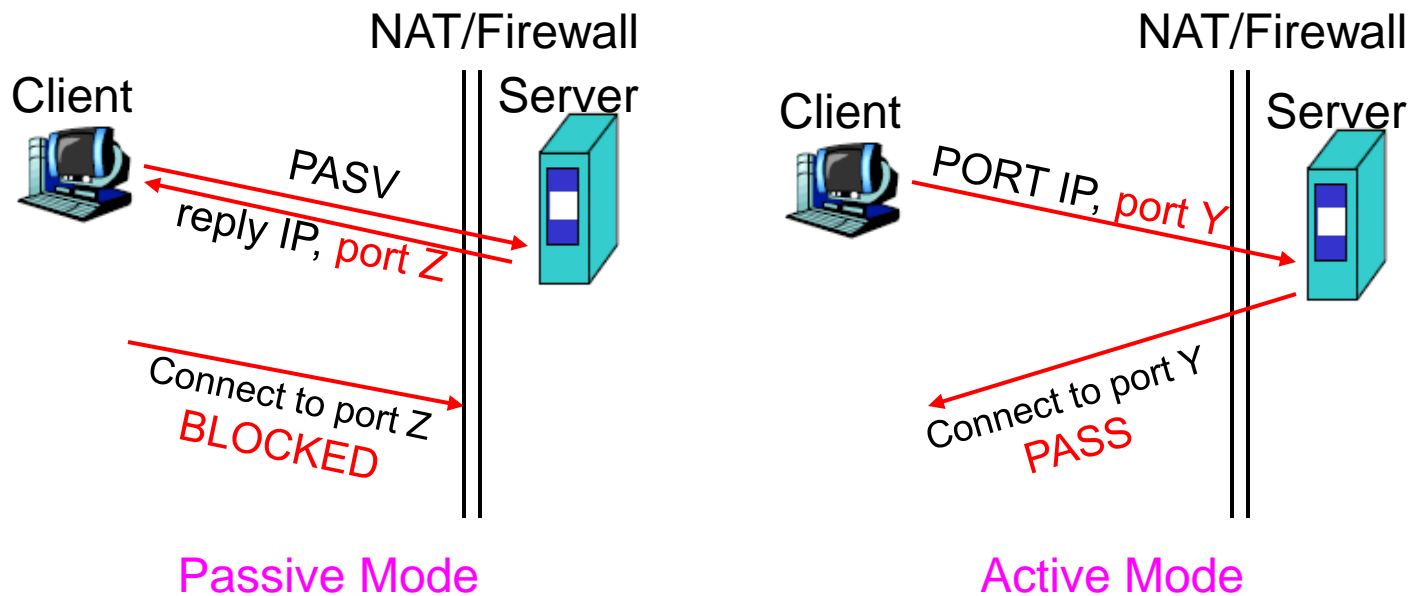 NAT/Firewall
Client
Server
PASV
reply IP, port Z
Connect to port Z
BLOCKED
Passive Mode
NAT/Firewall
Client
Server
PORT IP, port Y
Connect to port Y
PASS
Active Mode